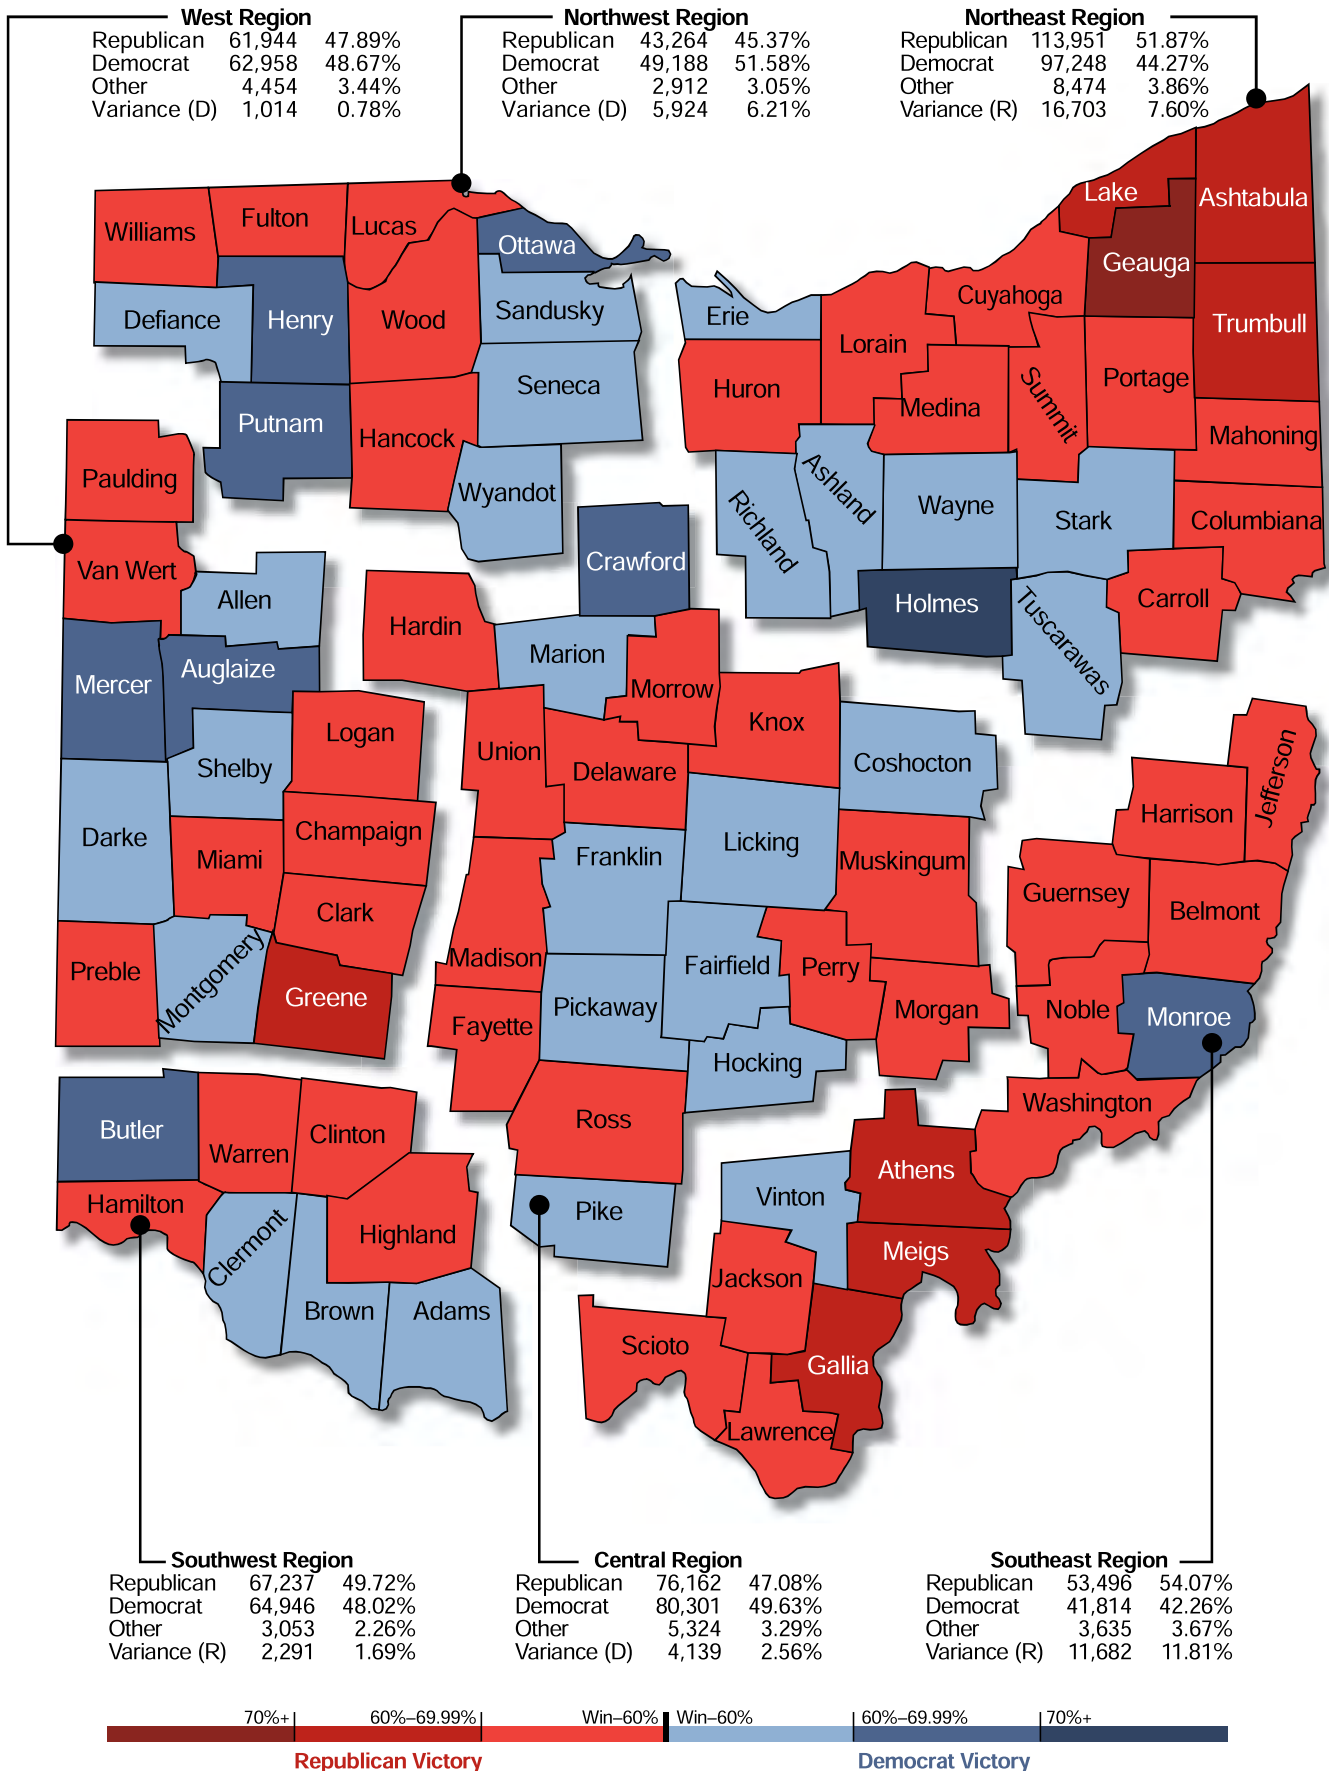 West Region
Republican 61,944 47.89%
Democrat 62,958 48.67%
Other 4,454 3.44%
Variance (D) 1,014 0.78%
Northwest Region
Republican 43,264 45.37%
Democrat 49,188 51.58%
Other 2,912 3.05%
Variance (D) 5,924 6.21%
Northeast Region
Republican 113,951 51.87%
Democrat 97,248 44.27%
Other 8,474 3.86%
Variance (R) 16,703 7.60%
Williams
Fulton
Lucas
Ottawa
Defiance
Henry
Wood
Sandusky
Seneca
Putnam
Hancock
Wyandot
Lake
Ashtabula
Geauga
Cuyahoga
Trumbull
Erie
Lorain
Huron
Medina
Summit
Portage
Mahoning
Richland
Ashland
Wayne
Stark
Columbiana
Holmes
Tuscarawas
Carroll
Paulding
Van Wert
Allen
Mercer
Auglaize
Logan
Shelby
Darke
Miami
Champaign
Clark
Preble
Montgomery
Greene
Crawford
Hardin
Marion
Morrow
Knox
Union
Delaware
Coshocton
Franklin
Licking
Muskingum
Madison
Fairfield
Perry
Pickaway
Fayette
Morgan
Hocking
Ross
Pike
Jefferson
Harrison
Guernsey
Belmont
Noble
Monroe
Washington
Athens
Vinton
Meigs
Jackson
Scioto
Gallia
Lawrence
Butler
Warren
Clinton
Hamilton
Clermont
Highland
Brown
Adams
Southwest Region
Republican 67,237 49.72%
Democrat 64,946 48.02%
Other 3,053 2.26%
Variance (R) 2,291 1.69%
Central Region
Republican 76,162 47.08%
Democrat 80,301 49.63%
Other 5,324 3.29%
Variance (D) 4,139 2.56%
Southeast Region
Republican 53,496 54.07%
Democrat 41,814 42.26%
Other 3,635 3.67%
Variance (R) 11,682 11.81%
70%+ 60%–69.99% Win–60% Win–60% 60%–69.99% 70%+
Republican Victory Democrat Victory